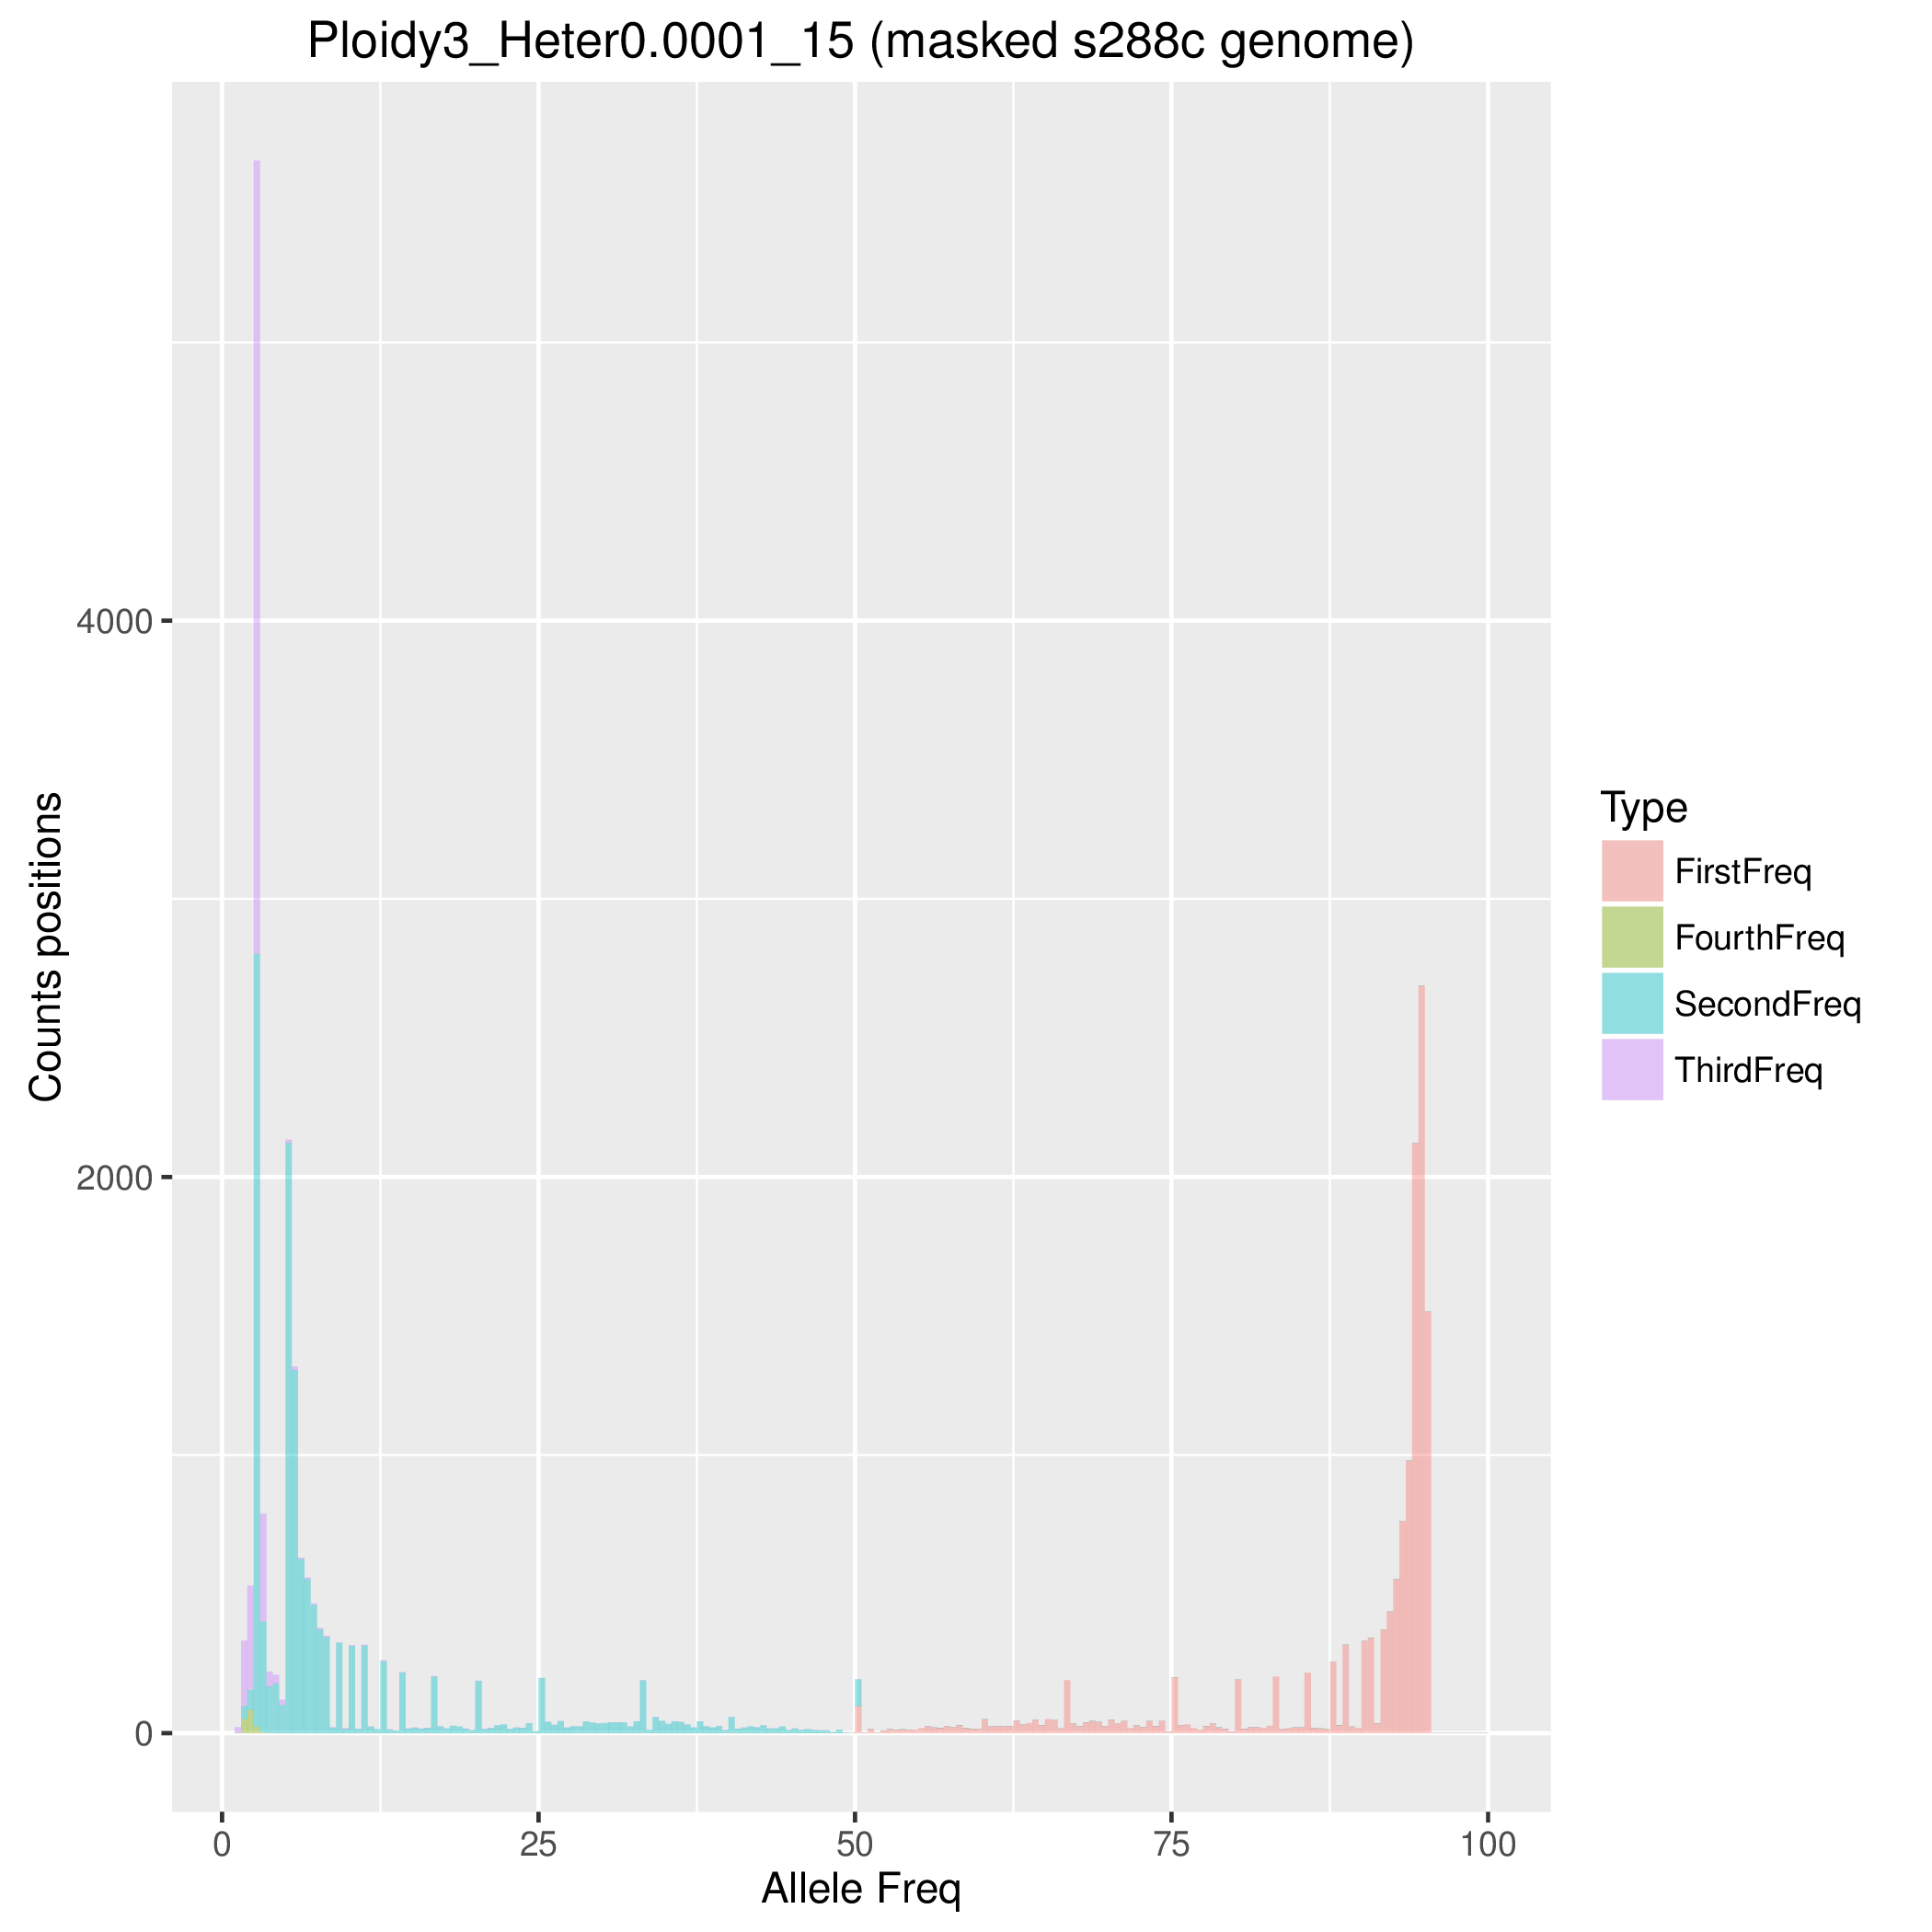 Ploidy3_Heter0.0001_15 (masked s288c genome)
Counts positions
4000
2000
0
0 25 50 75 100
Allele Freq
Type
FirstFreq
FourthFreq
SecondFreq
ThirdFreq